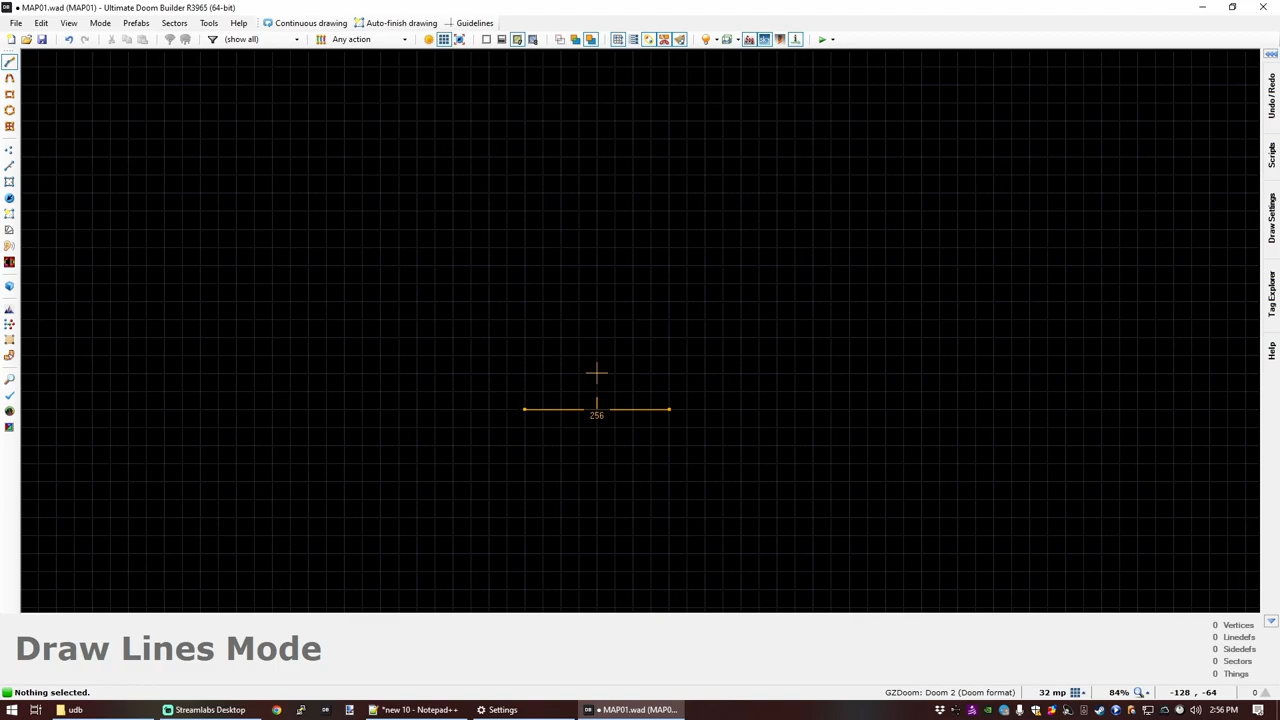 MAP01.wad (MAP01) - Ultimate Doom Builder R3965 (64-bit)
File Edit View Mode Prefabs Sectors Tools Help Continuous drawing Auto-finish drawing Guidelines
(show all) Any action
Undo / Redo
Scripts
Draw Settings
Tag Explorer
Help
256
Draw Lines Mode
0 Vertices
0 Linedefs
0 Sidedefs
0 Sectors
0 Things
Nothing selected. GZDoom: Doom 2 (Doom format) 32 mp 84% -128 , -64 0
udb Streamlabs Desktop *new 10 - Notepad++ Settings MAP01.wad (MAP0... 2:56 PM